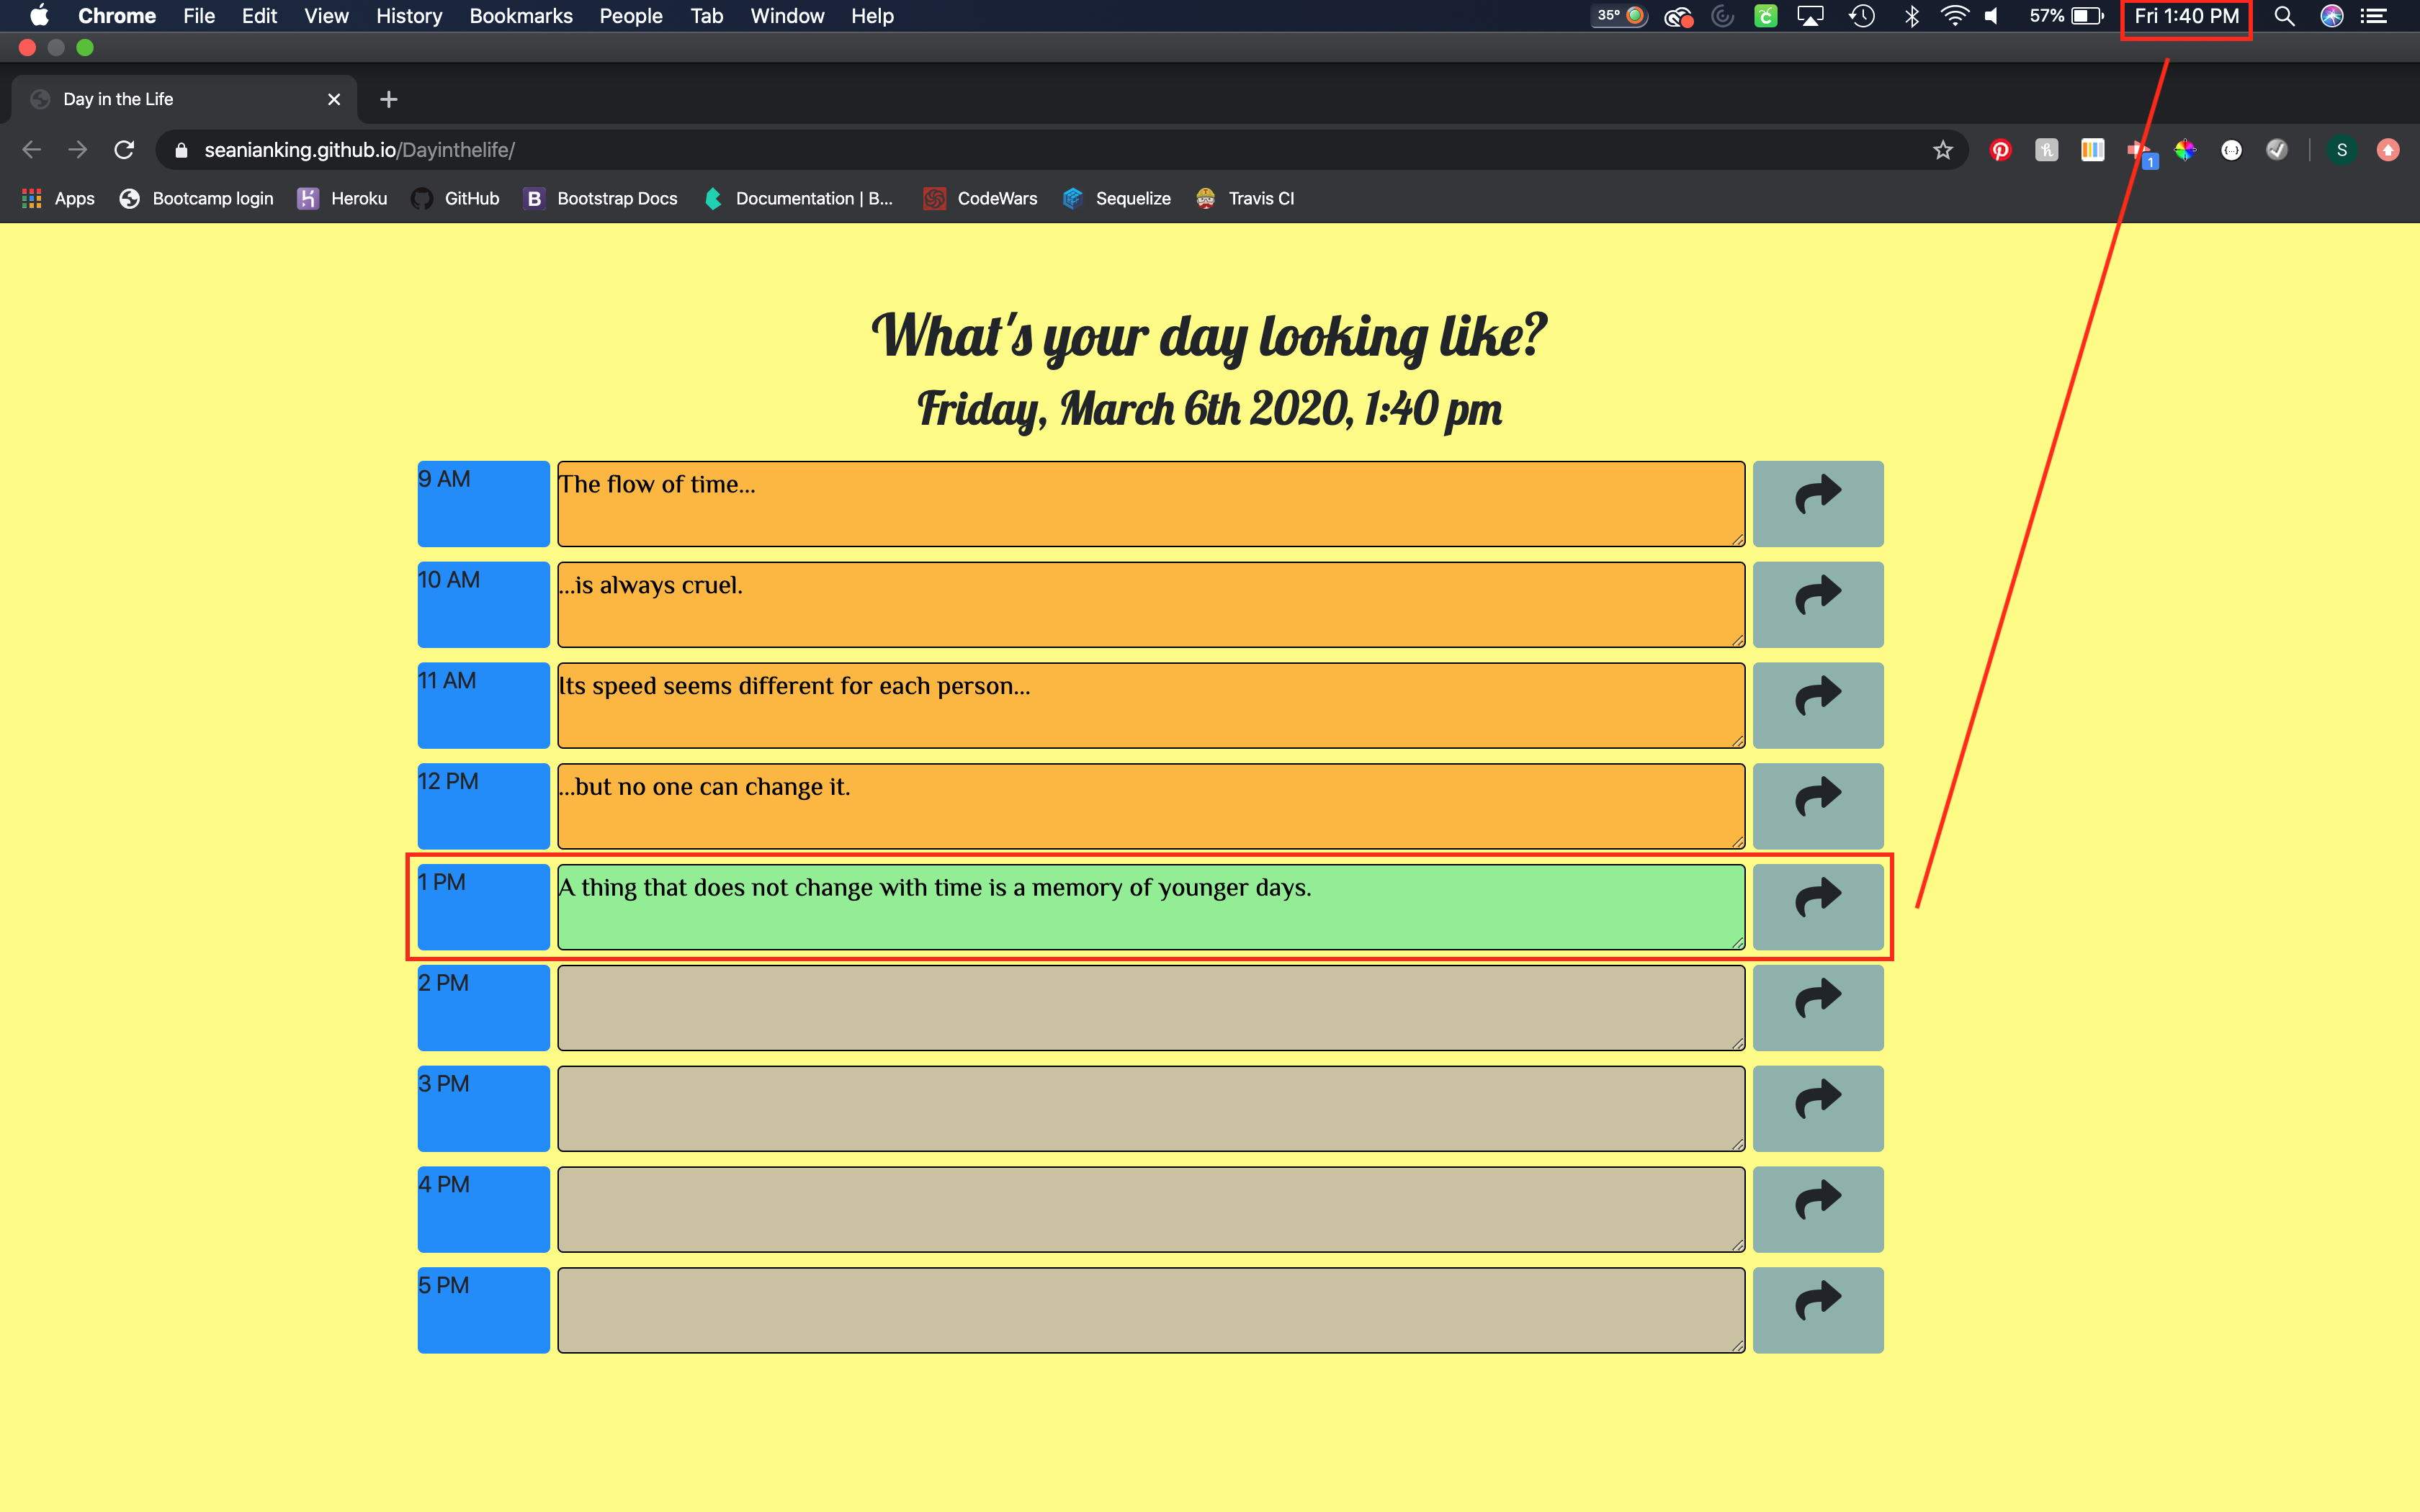 Chrome File Edit View History Bookmarks People Tab Window Help 35° 57% Fri 1:40 PM
Day in the Life
seanianking.github.io/Dayinthelife/ 1 S
Apps Bootcamp login Heroku GitHub B Bootstrap Docs Documentation | B... CodeWars Sequelize Travis CI
What's your day looking like?
Friday, March 6th 2020, 1:40 pm
9 AM The flow of time...
10 AM ...is always cruel.
11 AM Its speed seems different for each person...
12 PM ...but no one can change it.
1 PM A thing that does not change with time is a memory of younger days.
2 PM
3 PM
4 PM
5 PM